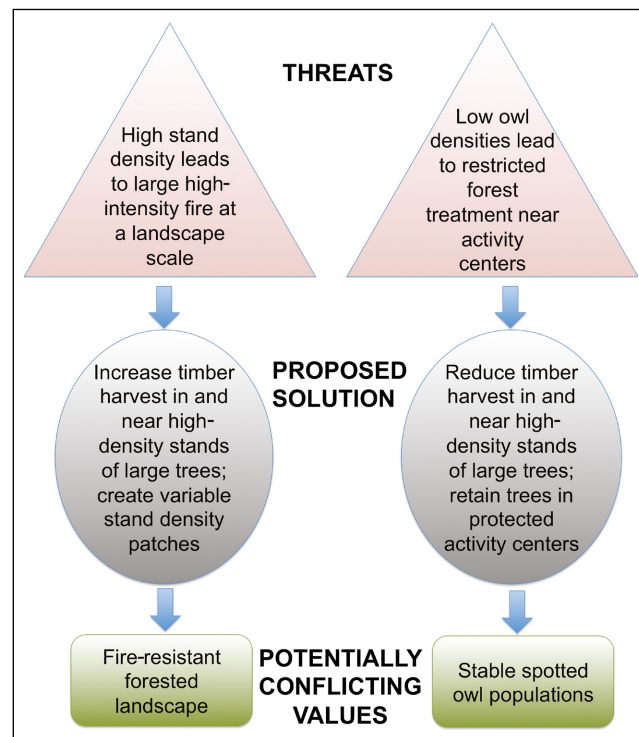 THREATS
High stand
density leads
to large high-
intensity fire at
a landscape
scale
Low owl
densities lead
to restricted
forest
treatment near
activity
centers
PROPOSED
SOLUTION
Increase timber
harvest in and
near high-
density stands
of large trees;
create variable
stand density
patches
Reduce timber
harvest in and
near high-
density stands
of large trees;
retain trees in
protected
activity centers
POTENTIALLY
CONFLICTING
VALUES
Fire-resistant
forested
landscape
Stable spotted
owl populations